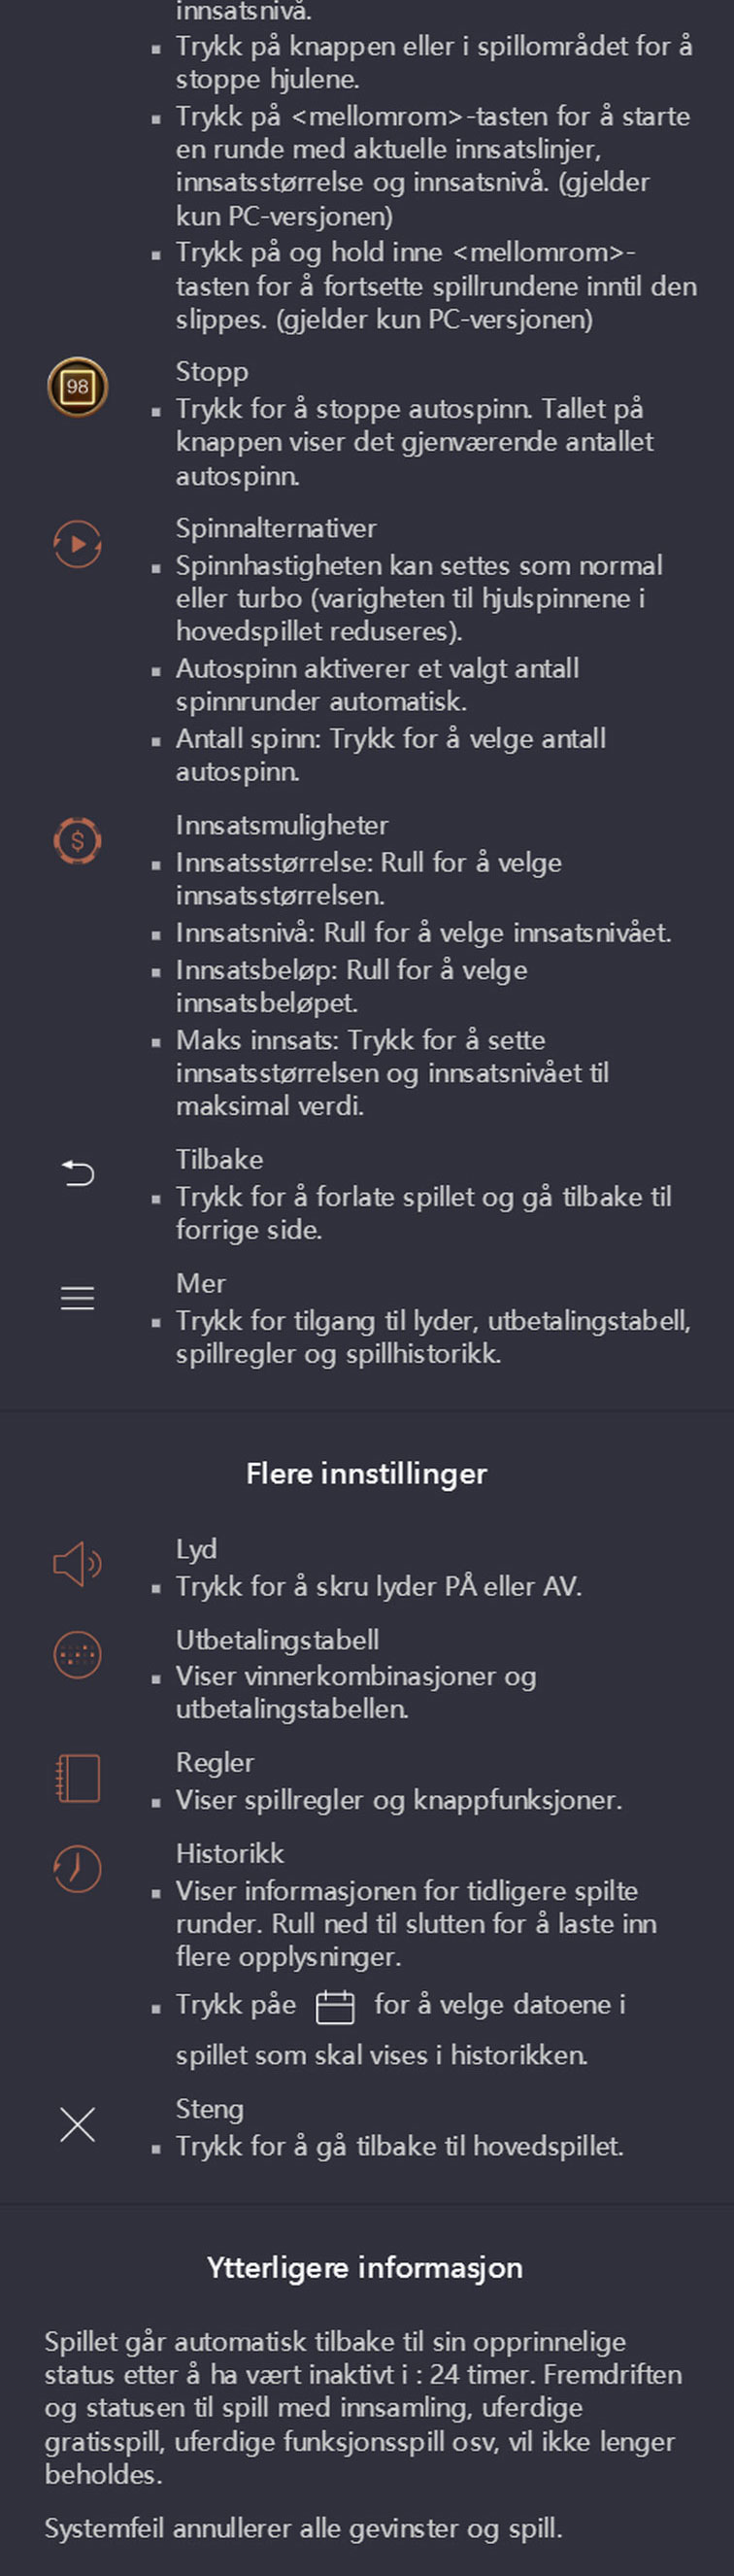 innsatsnivå.
▪ Trykk på knappen eller i spillområdet for å
stoppe hjulene.
▪ Trykk på <mellomrom>-tasten for å starte
en runde med aktuelle innsatslinjer,
innsatsstørrelse og innsatsnivå. (gjelder
kun PC-versjonen)
▪ Trykk på og hold inne <mellomrom>-
tasten for å fortsette spillrundene inntil den
slippes. (gjelder kun PC-versjonen)
98
Stopp
▪ Trykk for å stoppe autospinn. Tallet på
knappen viser det gjenværende antallet
autospinn.
Spinnalternativer
▪ Spinnhastigheten kan settes som normal
eller turbo (varigheten til hjulspinnene i
hovedspillet reduseres).
▪ Autospinn aktiverer et valgt antall
spinnrunder automatisk.
▪ Antall spinn: Trykk for å velge antall
autospinn.
$
Innsatsmuligheter
▪ Innsatsstørrelse: Rull for å velge
innsatsstørrelsen.
▪ Innsatsnivå: Rull for å velge innsatsnivået.
▪ Innsatsbeløp: Rull for å velge
innsatsbeløpet.
▪ Maks innsats: Trykk for å sette
innsatsstørrelsen og innsatsnivået til
maksimal verdi.
Tilbake
▪ Trykk for å forlate spillet og gå tilbake til
forrige side.
Mer
▪ Trykk for tilgang til lyder, utbetalingstabell,
spillregler og spillhistorikk.
Flere innstillinger
Lyd
▪ Trykk for å skru lyder PÅ eller AV.
Utbetalingstabell
▪ Viser vinnerkombinasjoner og
utbetalingstabellen.
Regler
▪ Viser spillregler og knappfunksjoner.
Historikk
▪ Viser informasjonen for tidligere spilte
runder. Rull ned til slutten for å laste inn
flere opplysninger.
▪ Trykk påe for å velge datoene i
spillet som skal vises i historikken.
Steng
▪ Trykk for å gå tilbake til hovedspillet.
Ytterligere informasjon
Spillet går automatisk tilbake til sin opprinnelige
status etter å ha vært inaktivt i : 24 timer. Fremdriften
og statusen til spill med innsamling, uferdige
gratisspill, uferdige funksjonsspill osv, vil ikke lenger
beholdes.
Systemfeil annullerer alle gevinster og spill.